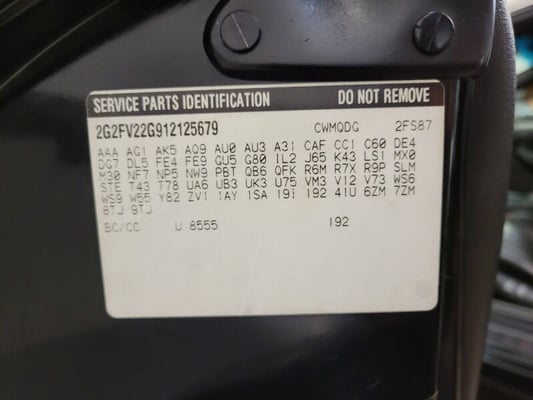 SERVICE PARTS IDENTIFICATION DO NOT REMOVE
2G2FV22G912125679 CWMQDG 2FS87
AAA AG1 AK5 AQ9 AU0 AU3 A31 CAF CC1 C60 DE4
DG7 DL5 FE4 FE9 GU5 G80 IL2 J65 K43 LS1 MX0
M30 NF7 NP5 NW9 PBT QB6 QFK R6M R7X R9P SLM
STE T43 T78 UA6 UB3 UK3 U75 VM3 V12 V73 WS6
WS9 W55 Y82 ZV1 1AY 1SA 19I 192 41U 6ZM 7ZM
8TJ 9TJ
BC/CC U 8555 192